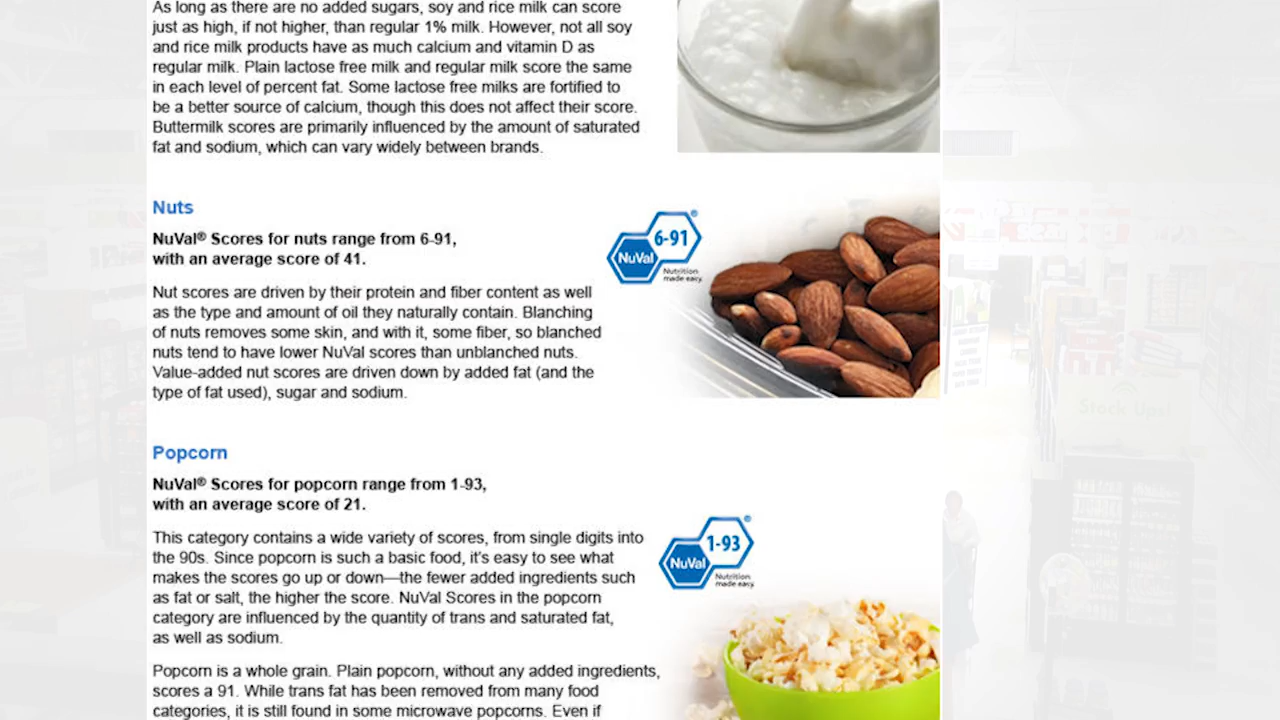 As long as there are no added sugars, soy and rice milk can score
just as high, if not higher, than regular 1% milk. However, not all soy
and rice milk products have as much calcium and vitamin D as
regular milk. Plain lactose free milk and regular milk score the same
in each level of percent fat. Some lactose free milks are fortified to
be a better source of calcium, though this does not affect their score.
Buttermilk scores are primarily influenced by the amount of saturated
fat and sodium, which can vary widely between brands.
Nuts
NuVal® Scores for nuts range from 6-91,
with an average score of 41.
6-91
®
NuVal
Nutrition
made easy.
Nut scores are driven by their protein and fiber content as well
as the type and amount of oil they naturally contain. Blanching
of nuts removes some skin, and with it, some fiber, so blanched
nuts tend to have lower NuVal scores than unblanched nuts.
Value-added nut scores are driven down by added fat (and the
type of fat used), sugar and sodium.
Stock Ups!
Popcorn
NuVal® Scores for popcorn range from 1-93,
with an average score of 21.
1-93
®
NuVal
Nutrition
made easy.
This category contains a wide variety of scores, from single digits into
the 90s. Since popcorn is such a basic food, it's easy to see what
makes the scores go up or down—the fewer added ingredients such
as fat or salt, the higher the score. NuVal Scores in the popcorn
category are influenced by the quantity of trans and saturated fat,
as well as sodium.
Popcorn is a whole grain. Plain popcorn, without any added ingredients,
scores a 91. While trans fat has been removed from many food
categories, it is still found in some microwave popcorns. Even if